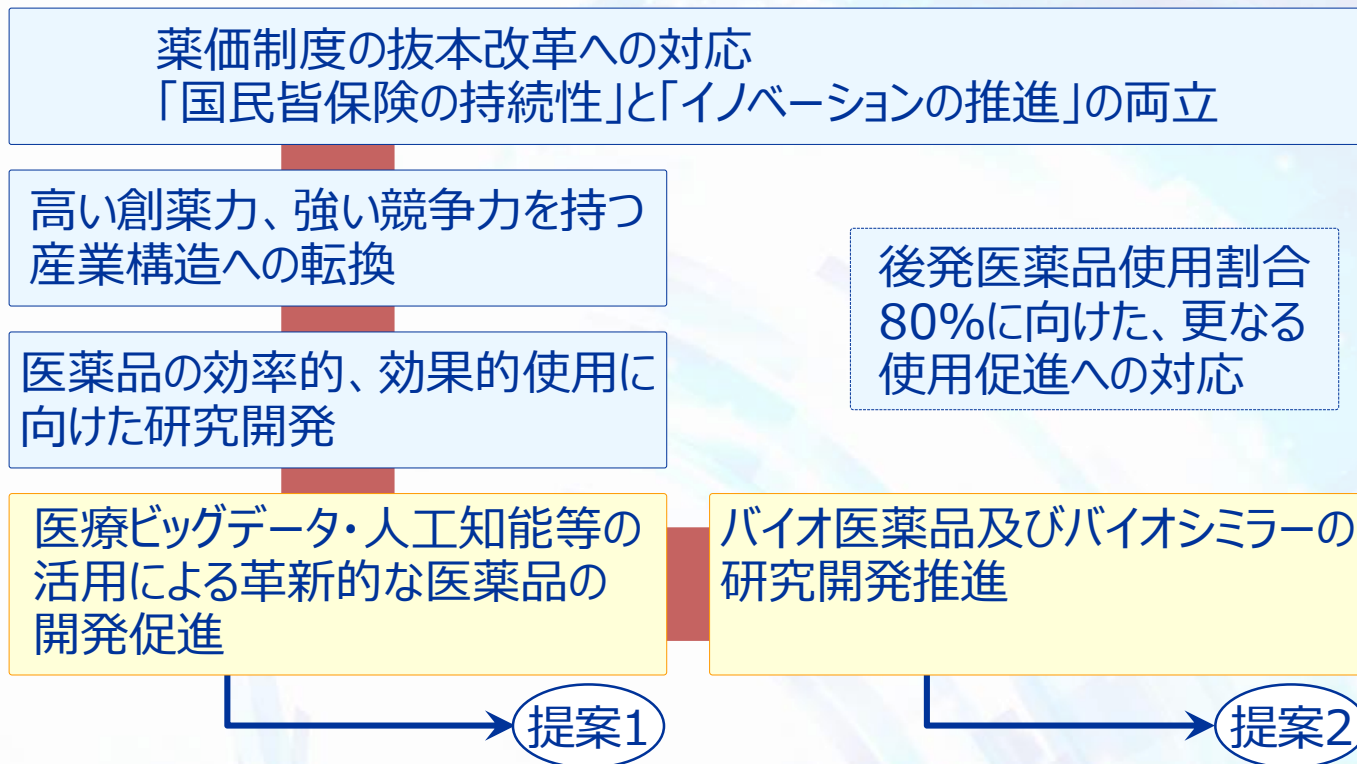 薬価制度の抜本改革への対応
「国民皆保険の持続性」と「イノベーションの推進」の両立
高い創薬力、強い競争力を持つ
産業構造への転換
後発医薬品使用割合
80%に向けた、更なる
使用促進への対応
医薬品の効率的、効果的使用に
向けた研究開発
医療ビッグデータ・人工知能等の
活用による革新的な医薬品の
開発促進
バイオ医薬品及びバイオシミラーの
研究開発推進
提案1
提案2